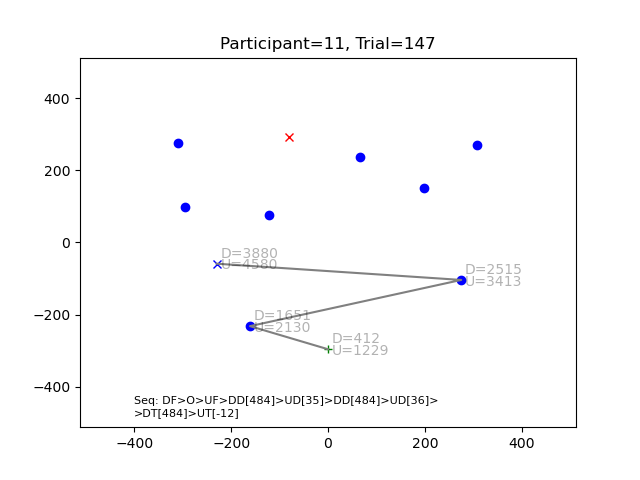 Participant=11, Trial=147
400
200
0
−200
−400
D=3880
U=4580
D=2515
U=3413
D=1651
U=2130
D=412
U=1229
Seq: DF>O>UF>DD[484]>UD[35]>DD[484]>UD[36]>
>DT[484]>UT[-12]
−400 −200 0 200 400